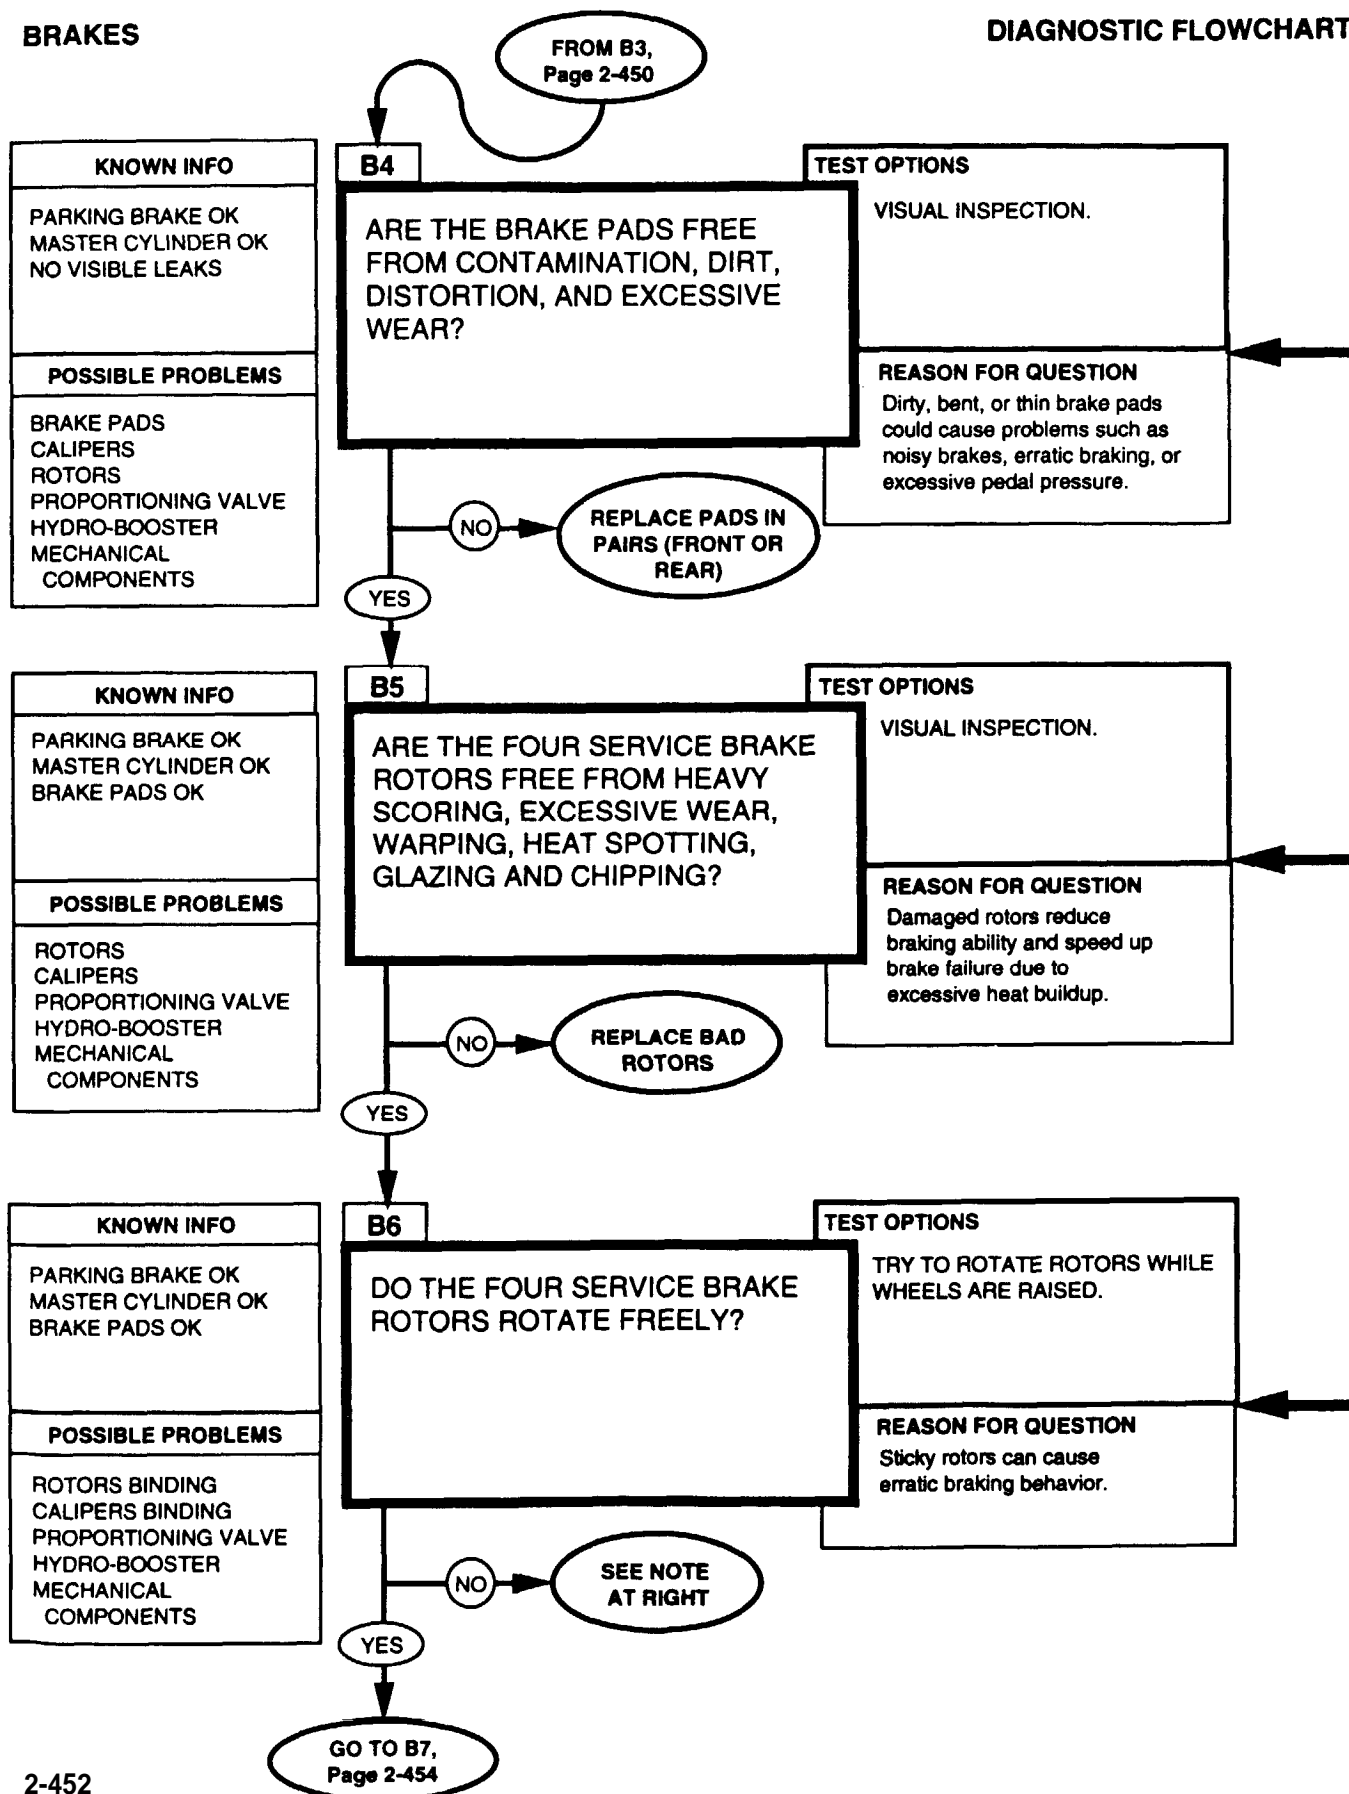 BRAKES
DIAGNOSTIC FLOWCHART
FROM B3,
Page 2-450
KNOWN INFO
PARKING BRAKE OK
MASTER CYLINDER OK
NO VISIBLE LEAKS
POSSIBLE PROBLEMS
BRAKE PADS
CALIPERS
ROTORS
PROPORTIONING VALVE
HYDRO-BOOSTER
MECHANICAL
COMPONENTS
B4
ARE THE BRAKE PADS FREE
FROM CONTAMINATION, DIRT,
DISTORTION, AND EXCESSIVE
WEAR?
TEST OPTIONS
VISUAL INSPECTION.
REASON FOR QUESTION
Dirty, bent, or thin brake pads
could cause problems such as
noisy brakes, erratic braking, or
excessive pedal pressure.
NO
REPLACE PADS IN
PAIRS (FRONT OR
REAR)
YES
KNOWN INFO
PARKING BRAKE OK
MASTER CYLINDER OK
BRAKE PADS OK
POSSIBLE PROBLEMS
ROTORS
CALIPERS
PROPORTIONING VALVE
HYDRO-BOOSTER
MECHANICAL
COMPONENTS
B5
ARE THE FOUR SERVICE BRAKE
ROTORS FREE FROM HEAVY
SCORING, EXCESSIVE WEAR,
WARPING, HEAT SPOTTING,
GLAZING AND CHIPPING?
TEST OPTIONS
VISUAL INSPECTION.
REASON FOR QUESTION
Damaged rotors reduce
braking ability and speed up
brake failure due to
excessive heat buildup.
NO
REPLACE BAD
ROTORS
YES
KNOWN INFO
PARKING BRAKE OK
MASTER CYLINDER OK
BRAKE PADS OK
POSSIBLE PROBLEMS
ROTORS BINDING
CALIPERS BINDING
PROPORTIONING VALVE
HYDRO-BOOSTER
MECHANICAL
COMPONENTS
B6
DO THE FOUR SERVICE BRAKE
ROTORS ROTATE FREELY?
TEST OPTIONS
TRY TO ROTATE ROTORS WHILE
WHEELS ARE RAISED.
REASON FOR QUESTION
Sticky rotors can cause
erratic braking behavior.
NO
SEE NOTE
AT RIGHT
YES
GO TO B7,
Page 2-454
2-452